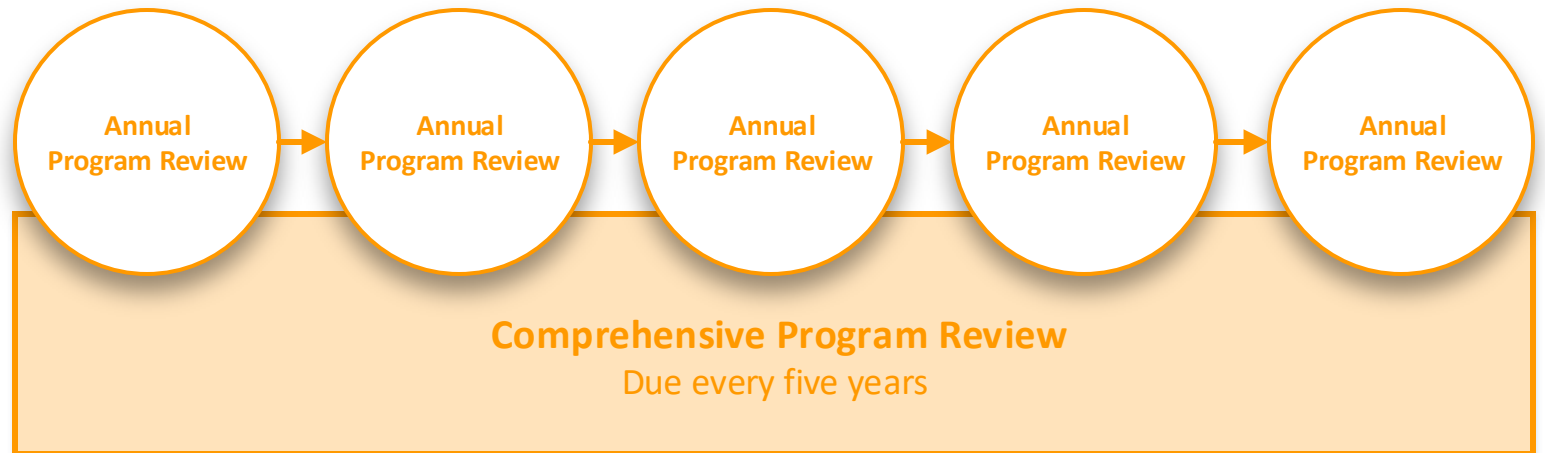 Annual
Program Review
Annual
Program Review
Annual
Program Review
Annual
Program Review
Annual
Program Review
Comprehensive Program Review
Due every five years